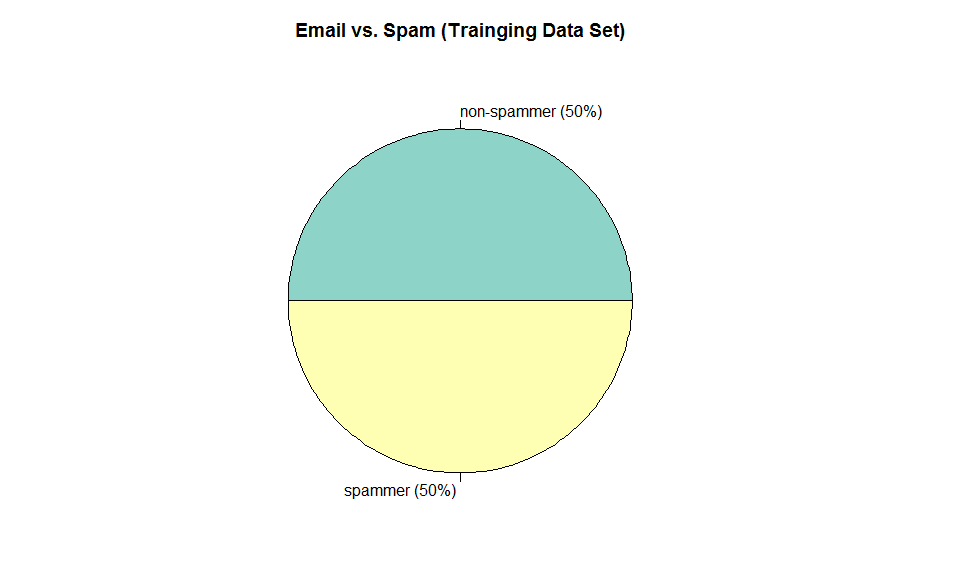 Email vs. Spam (Trainging Data Set)
non-spammer (50%)
spammer (50%)